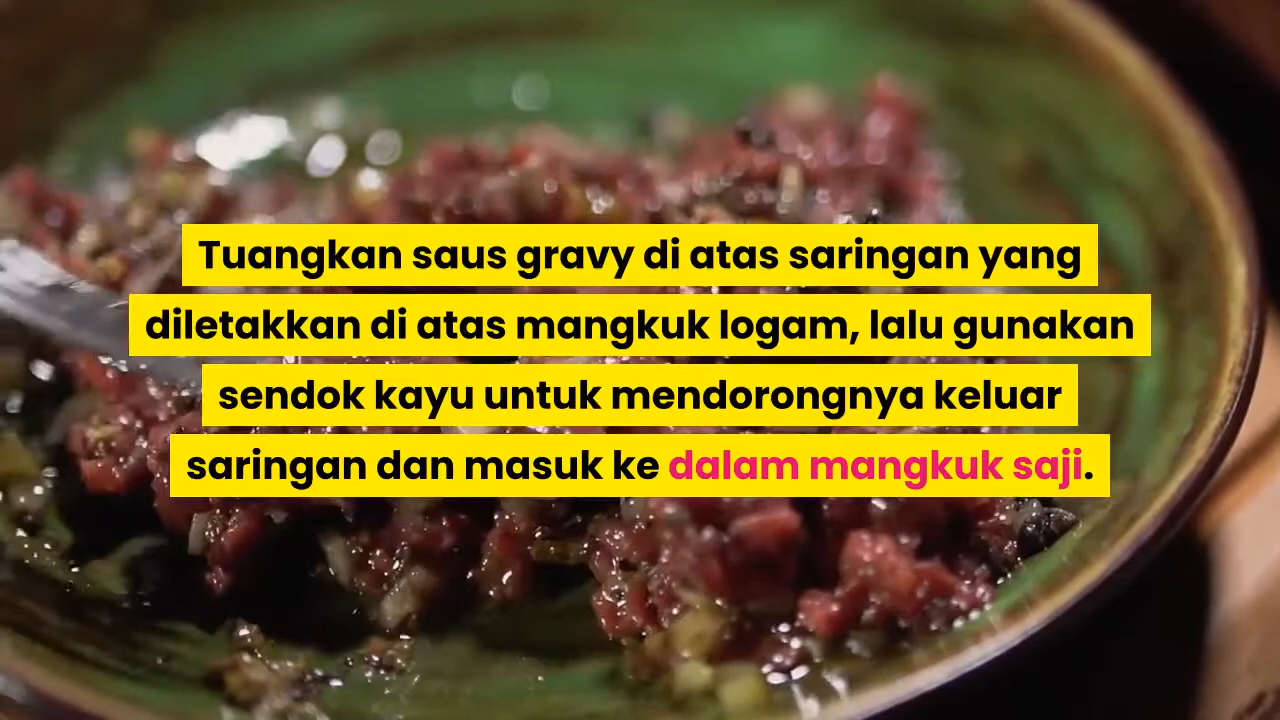 Tuangkan saus gravy di atas saringan yang
diletakkan di atas mangkuk logam, lalu gunakan
sendok kayu untuk mendorongnya keluar
saringan dan masuk ke dalam mangkuk saji.